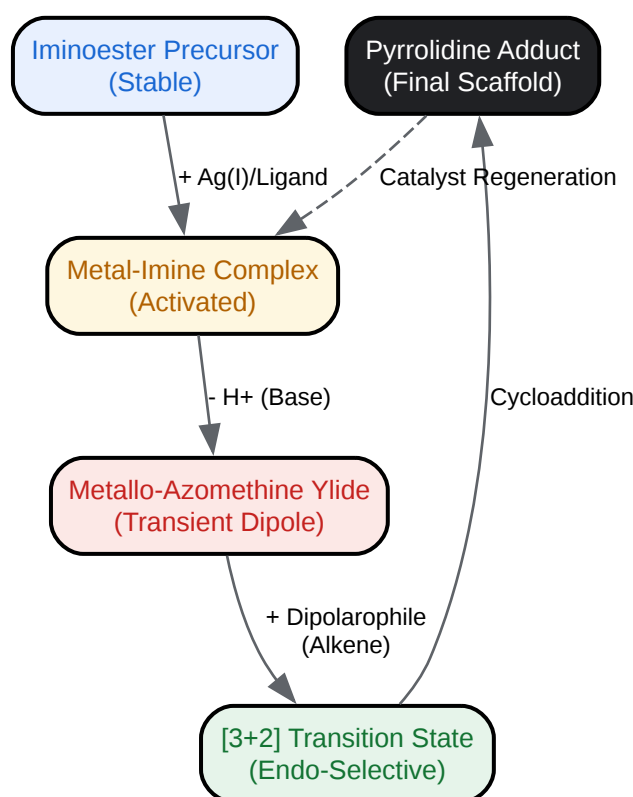 Iminoester Precursor
(Stable)
Pyrrolidine Adduct
(Final Scaffold)
+ Ag(I)/Ligand
Catalyst Regeneration
Metal-Imine Complex
(Activated)
- H+ (Base)
Cycloaddition
Metallo-Azomethine Ylide
(Transient Dipole)
+ Dipolarophile
(Alkene)
[3+2] Transition State
(Endo-Selective)